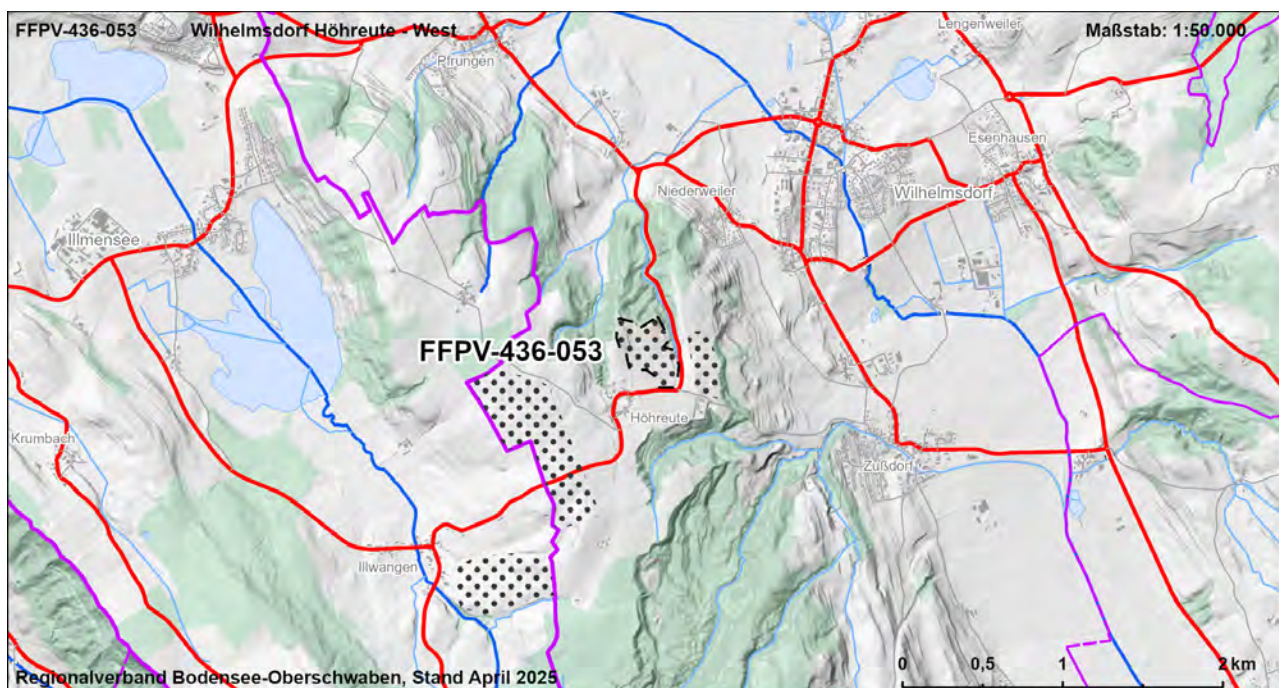 FFPV-436-053 Wilhelmsdorf Höhreute - West Maßstab: 1:50.000
Lengenweiler
Pfrungen
Esenhausen
Niederweiler
Wilhelmsdorf
Illmensee
FFPV-436-053
Höhreute
Krumbach
Zußdorf
Illwangen
0 0,5 1 2 km
Regionalverband Bodensee-Oberschwaben, Stand April 2025